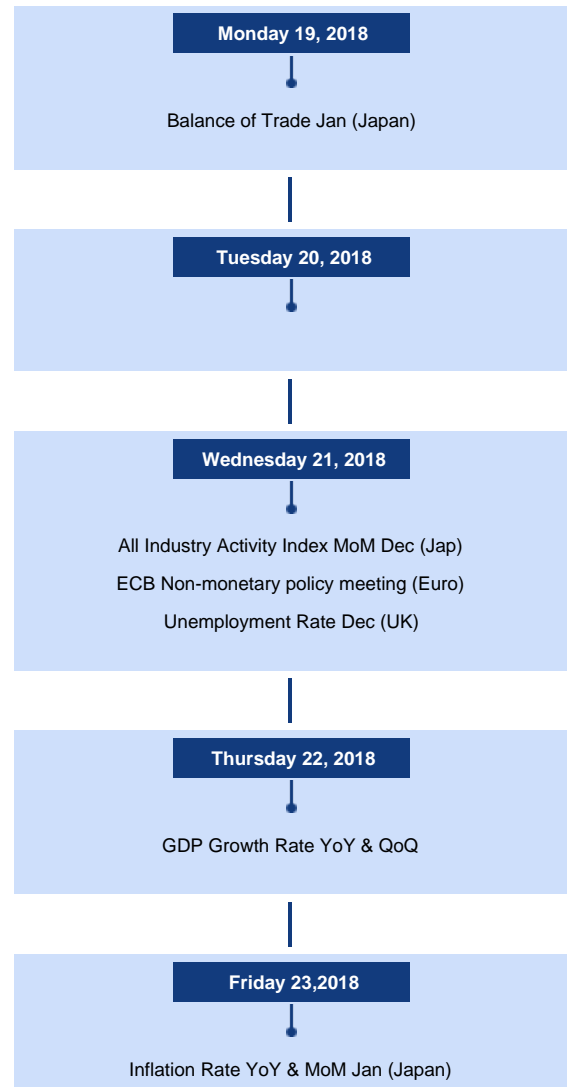 Monday 19, 2018
Balance of Trade Jan (Japan)
Tuesday 20, 2018
Wednesday 21, 2018
All Industry Activity Index MoM Dec (Jap)
ECB Non-monetary policy meeting (Euro)
Unemployment Rate Dec (UK)
Thursday 22, 2018
GDP Growth Rate YoY & QoQ
Friday 23,2018
Inflation Rate YoY & MoM Jan (Japan)